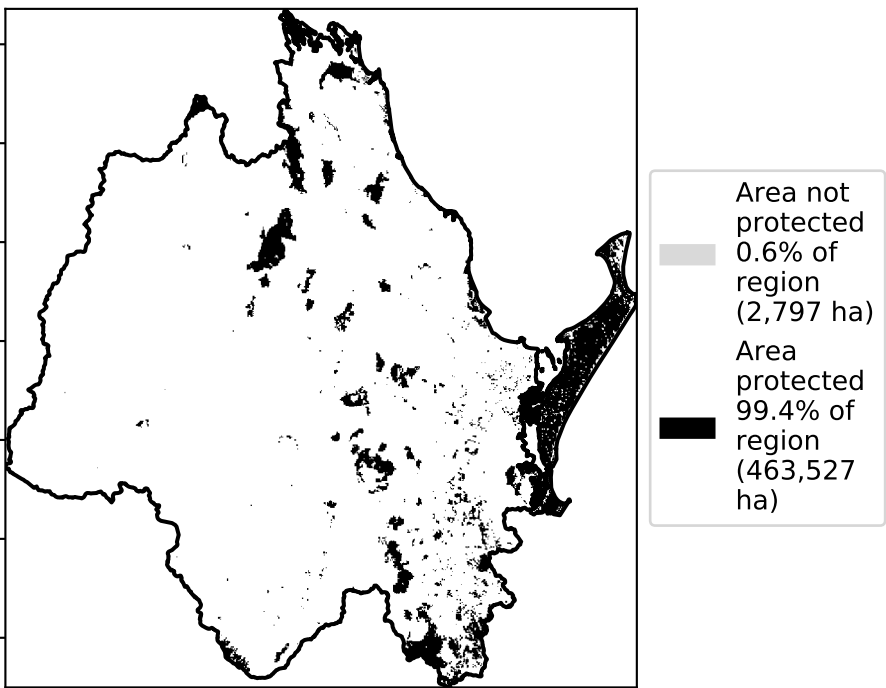 Area not
protected
0.6% of
region
(2,797 ha)
Area
protected
99.4% of
region
(463,527
ha)